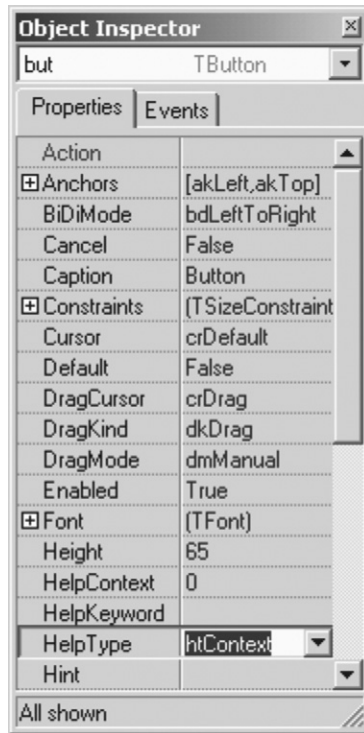 Object Inspector
but TButton
Properties Events
Action
Anchors [akLeft,akTop]
BiDiMode bdLeftToRight
Cancel False
Caption Button
Constraints (TSizeConstraint
Cursor crDefault
Default False
DragCursor crDrag
DragKind dkDrag
DragMode dmManual
Enabled True
Font (TFont)
Height 65
HelpContext 0
HelpKeyword
HelpType htContext
Hint
All shown